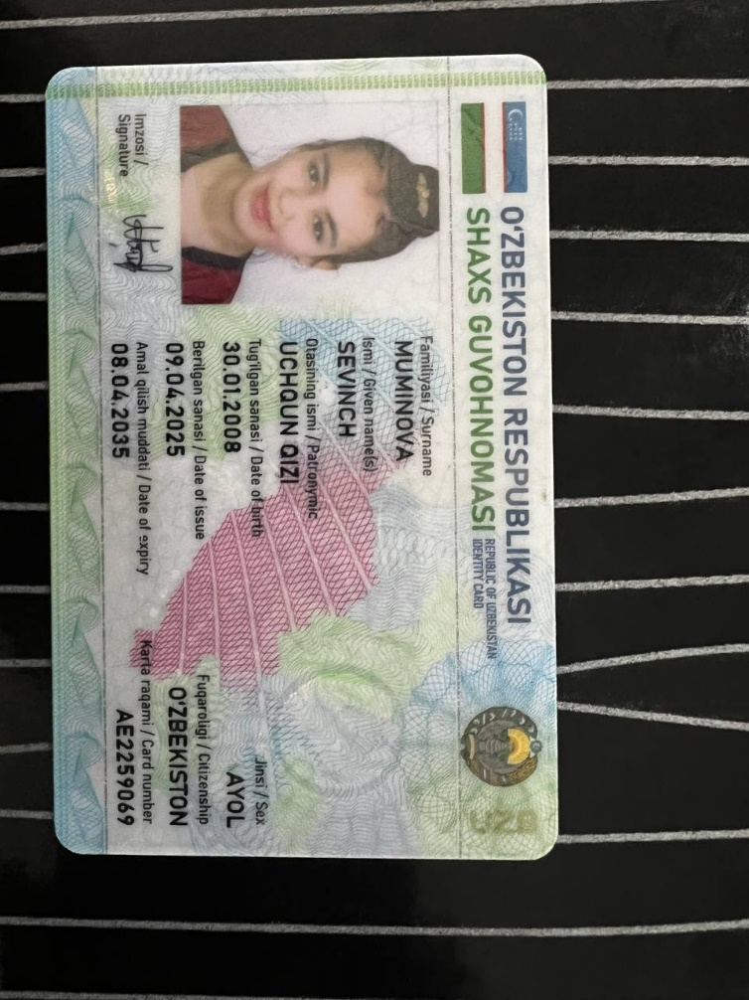 O‘ZBEKISTON RESPUBLIKASI
SHAXS GUVOHNOMASI
REPUBLIC OF UZBEKISTAN
IDENTITY CARD
Familiyasi / Surname
MUMINOVA
Ismi / Given name(s)
SEVINCH
Otasining ismi / Patronymic
UCHQUN QIZI
Tug‘ilgan sanasi / Date of birth
30.01.2008
Jinsi / Sex
AYOL
Berilgan sanasi / Date of issue
09.04.2025
Fuqaroligi / Citizenship
O‘ZBEKISTON
Amal qilish muddati / Date of expiry
08.04.2035
Karta raqami / Card number
AE2259069
Imzosi /
Signature
UZB